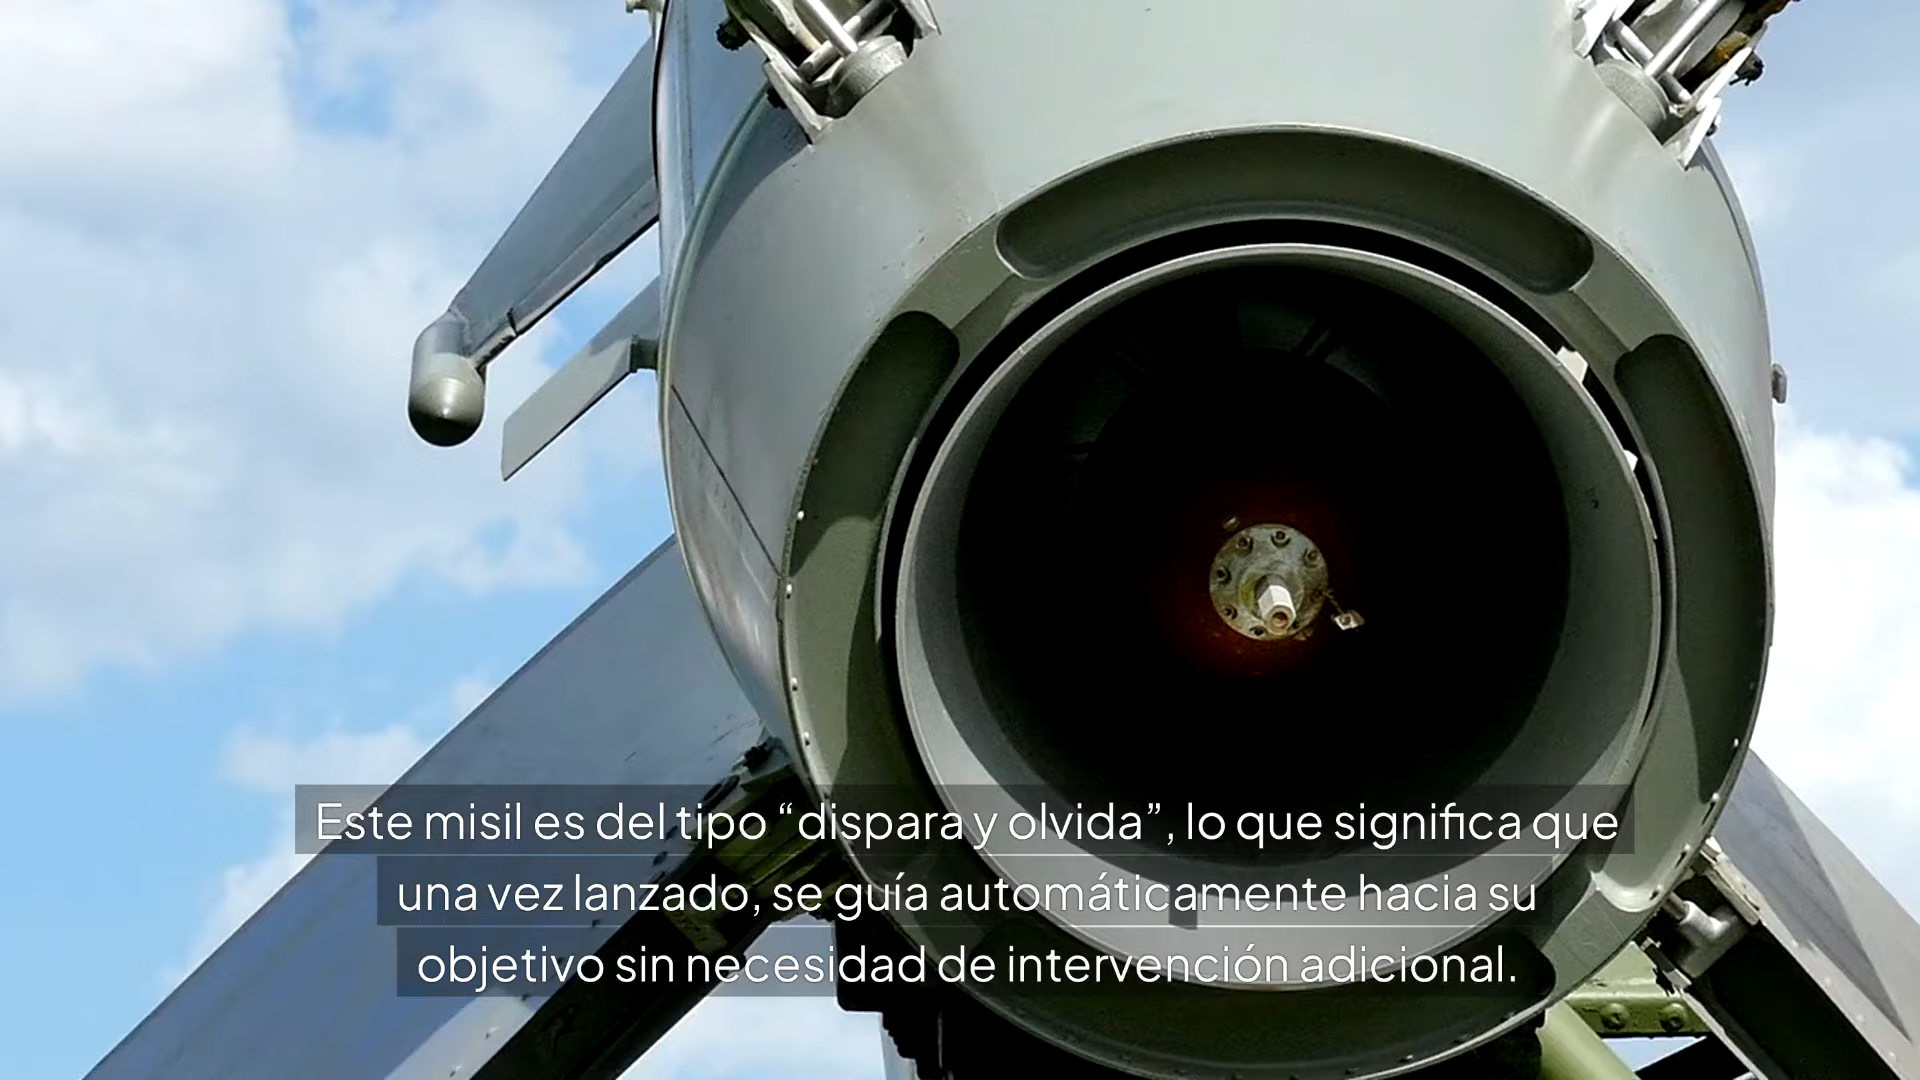 Este misil es del tipo “dispara y olvida”, lo que significa que
una vez lanzado, se guía automáticamente hacia su
objetivo sin necesidad de intervención adicional.